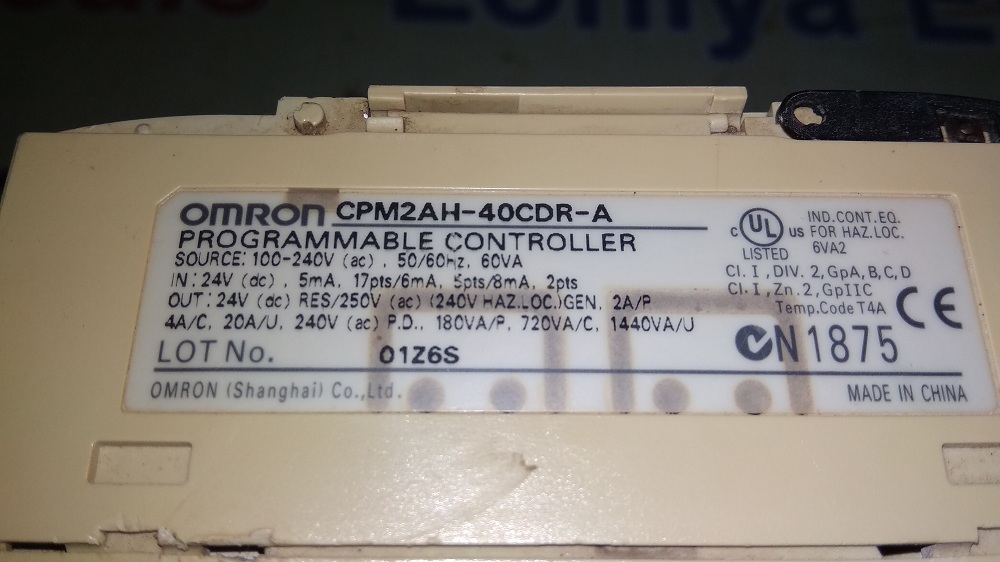 OMRON CPM2AH-40CDR-A
PROGRAMMABLE CONTROLLER
SOURCE: 100-240V (ac) , 50/60Hz, 60VA
IN: 24V (dc) , 5mA, 17pts/6mA, 5pts/8mA, 2pts
OUT: 24V (dc) RES/250V (ac) (240V HAZ.LOC.)GEN, 2A/P
4A/C, 20A/U, 240V (ac) P.D., 180VA/P, 720VA/C, 1440VA/U
LOT No. 01Z6S
OMRON (Shanghai) Co.,Ltd.
c UL US
LISTED
IND.CONT.EQ.
FOR HAZ.LOC.
6VA2
Cl. I , DIV. 2, GpA, B, C, D
Cl. I , Zn. 2, GpIIC
Temp.Code T4A
CE
N1875
MADE IN CHINA